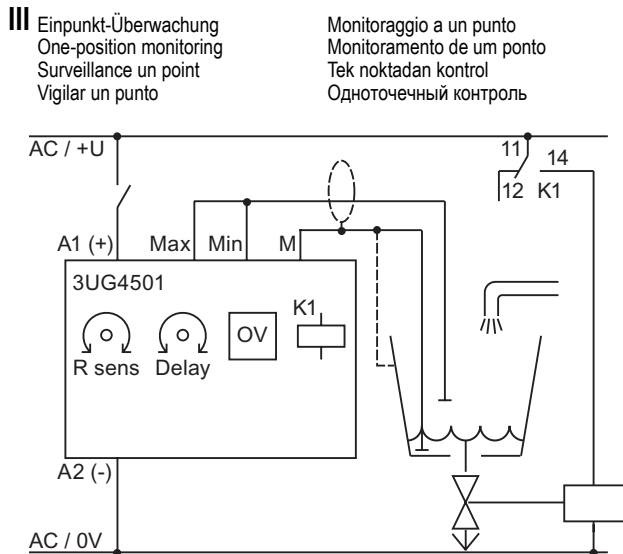 III
Einpunkt-Überwachung
One-position monitoring
Surveillance un point
Vigilar un punto
Monitoraggio a un punto
Monitoramento de um ponto
Tek noktadan kontrol
Одноточечный контроль
AC / +U
11
14
12 K1
A1 (+) Max Min M
3UG4501
K1
OV
R sens Delay
A2 (-)
AC / 0V